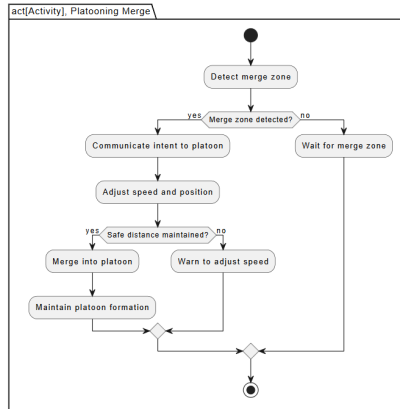 act[Activity], Platooning Merge
Detect merge zone
yes
Merge zone detected?
no
Communicate intent to platoon
Wait for merge zone
Adjust speed and position
yes
Safe distance maintained?
no
Merge into platoon
Warn to adjust speed
Maintain platoon formation